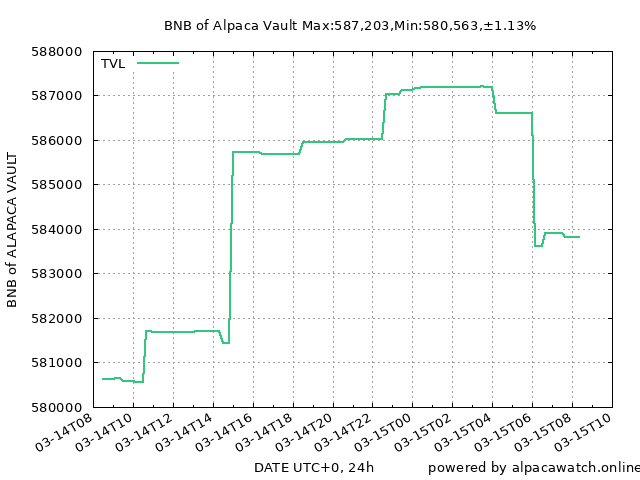 BNB of Alpaca Vault Max:587,203,Min:580,563,±1.13%
TVL
588000
587000
586000
585000
584000
583000
582000
581000
580000
BNB of ALAPACA VAULT
03-14T08
03-14T10
03-14T12
03-14T14
03-14T16
03-14T18
03-14T20
03-14T22
03-15T00
03-15T02
03-15T04
03-15T06
03-15T08
03-15T10
DATE UTC+0, 24h
powered by alpacawatch.online